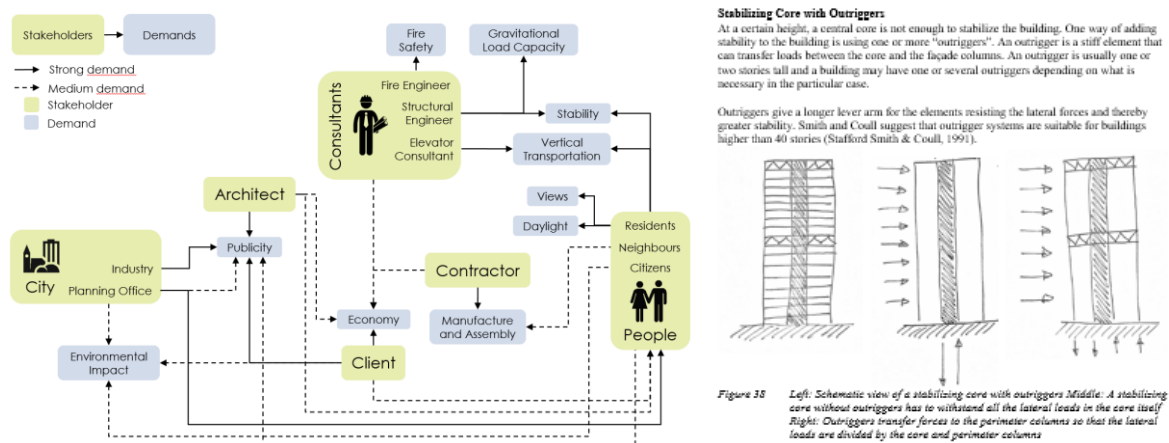 Stakeholders
Demands
Strong demand
Medium demand
Stakeholder
Demand
Fire
Safety
Gravitational
Load Capacity
Consultants
Fire Engineer
Structural
Engineer
Elevator
Consultant
Stability
Vertical
Transportation
Architect
Views
Daylight
Publicity
City
Industry
Planning Office
Residents
Neighbours
Citizens
People
Contractor
Economy
Manufacture
and Assembly
Environmental
Impact
Client
Stabilizing Core with Outriggers
At a certain height, a central core is not enough to stabilize the building. One way of adding
stability to the building is using one or more “outriggers”. An outrigger is a stiff element that
can transfer loads between the core and the façade columns. An outrigger is usually one or
two stories tall and a building may have one or several outriggers depending on what is
necessary in the particular case.
Outriggers give a longer lever arm for the elements resisting the lateral forces and thereby
greater stability. Smith and Coull suggest that outrigger systems are suitable for buildings
higher than 40 stories (Stafford Smith & Coull, 1991).
Figure 38 Left: Schematic view of a stabilizing core with outriggers Middle: A stabilizing
core without outriggers has to withstand all the lateral loads in the core itself
Right: Outriggers transfer forces to the perimeter columns so that the lateral
loads are divided by the core and perimeter columns